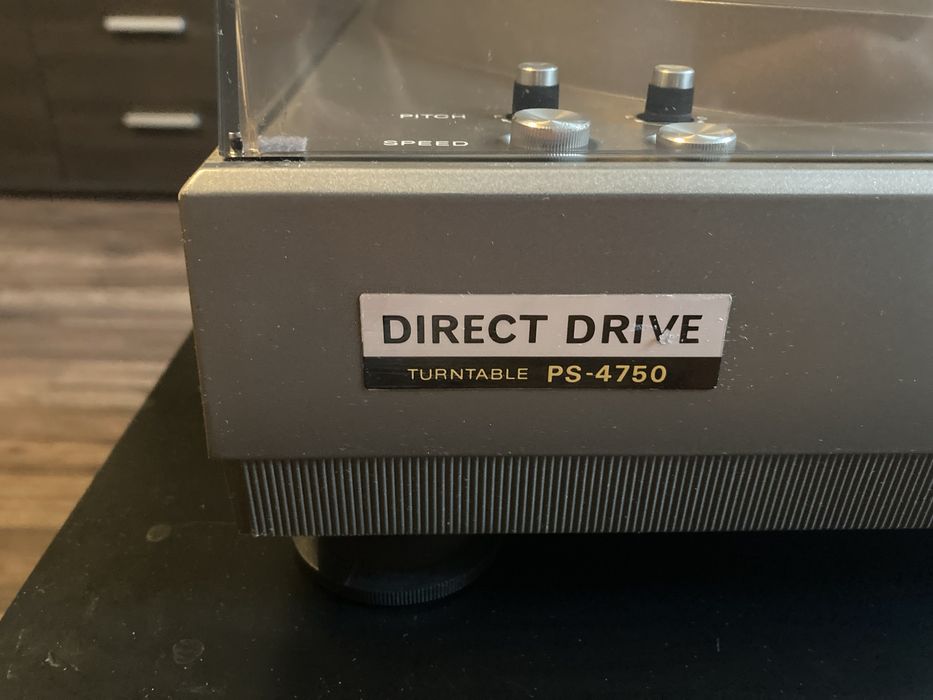 PITCH
SPEED
DIRECT DRIVE
TURNTABLE PS-4750